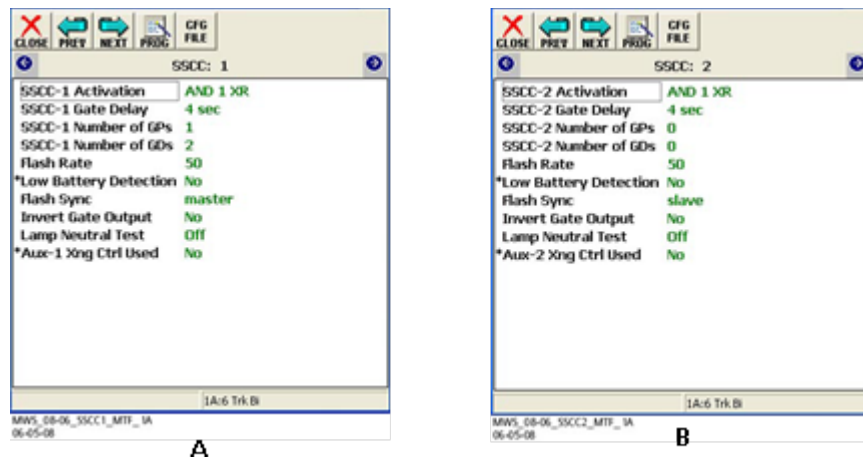 CLOSE PREV NEXT PROG CFG FILE
SSCC: 1
SSCC-1 Activation AND 1 XR
SSCC-1 Gate Delay 4 sec
SSCC-1 Number of GPs 1
SSCC-1 Number of GDs 2
Flash Rate 50
*Low Battery Detection No
Flash Sync master
Invert Gate Output No
Lamp Neutral Test Off
*Aux-1 Xng Ctrl Used No
1A:6 Trk Bi
MWS_08-06_SSCC1_MTF_1A
06-05-08
A
CLOSE PREV NEXT PROG CFG FILE
SSCC: 2
SSCC-2 Activation AND 1 XR
SSCC-2 Gate Delay 4 sec
SSCC-2 Number of GPs 0
SSCC-2 Number of GDs 0
Flash Rate 50
*Low Battery Detection No
Flash Sync slave
Invert Gate Output No
Lamp Neutral Test Off
*Aux-2 Xng Ctrl Used No
1A:6 Trk Bi
MWS_08-06_SSCC2_MTF_1A
06-05-08
B